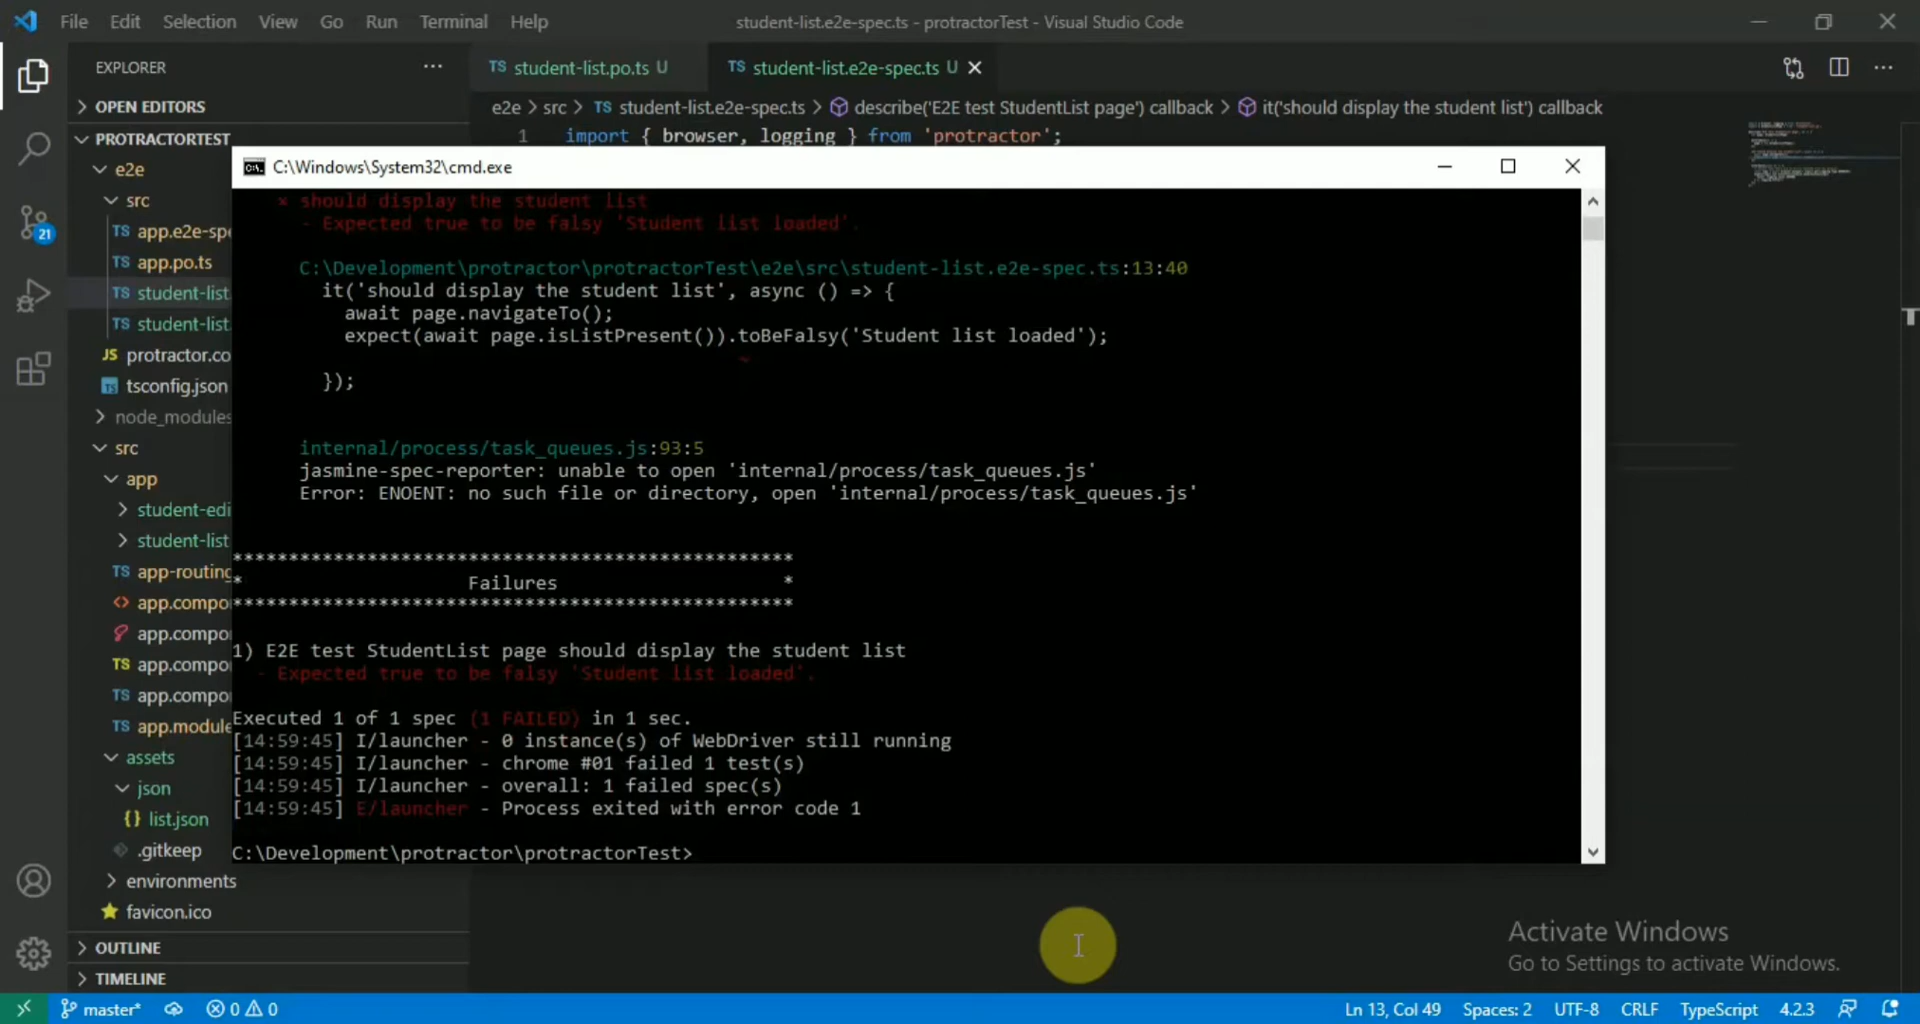 File Edit Selection View Go Run Terminal Help
student-list.e2e-spec.ts - protractorTest - Visual Studio Code
EXPLORER
TS student-list.po.ts U
TS student-list.e2e-spec.ts U
OPEN EDITORS
e2e > src > TS student-list.e2e-spec.ts > describe('E2E test StudentList page') callback > it('should display the student list') callback
PROTRACTORTEST
1 import { browser, logging } from 'protractor';
e2e
src
TS app.e2e-spe
TS app.po.ts
TS student-list.
TS student-list
JS protractor.co
tsconfig.json
node_modules
src
app
student-edi
student-list
TS app-routing
app.compo
app.compo
TS app.compo
TS app.compo
TS app.module
assets
json
{} list.json
.gitkeep
environments
favicon.ico
OUTLINE
TIMELINE
21
C:\Windows\System32\cmd.exe
× should display the student list
- Expected true to be falsy 'Student list loaded'.
C:\Development\protractor\protractorTest\e2e\src\student-list.e2e-spec.ts:13:40
it('should display the student list', async () => {
await page.navigateTo();
expect(await page.isListPresent()).toBeFalsy('Student list loaded');
~
});
internal/process/task_queues.js:93:5
jasmine-spec-reporter: unable to open 'internal/process/task_queues.js'
Error: ENOENT: no such file or directory, open 'internal/process/task_queues.js'
**************************************************
* Failures *
**************************************************
1) E2E test StudentList page should display the student list
- Expected true to be falsy 'Student list loaded'.
Executed 1 of 1 spec (1 FAILED) in 1 sec.
[14:59:45] I/launcher - 0 instance(s) of WebDriver still running
[14:59:45] I/launcher - chrome #01 failed 1 test(s)
[14:59:45] I/launcher - overall: 1 failed spec(s)
[14:59:45] E/launcher - Process exited with error code 1
C:\Development\protractor\protractorTest>
Activate Windows
Go to Settings to activate Windows.
master* 0 0 Ln 13, Col 49 Spaces: 2 UTF-8 CRLF TypeScript 4.2.3